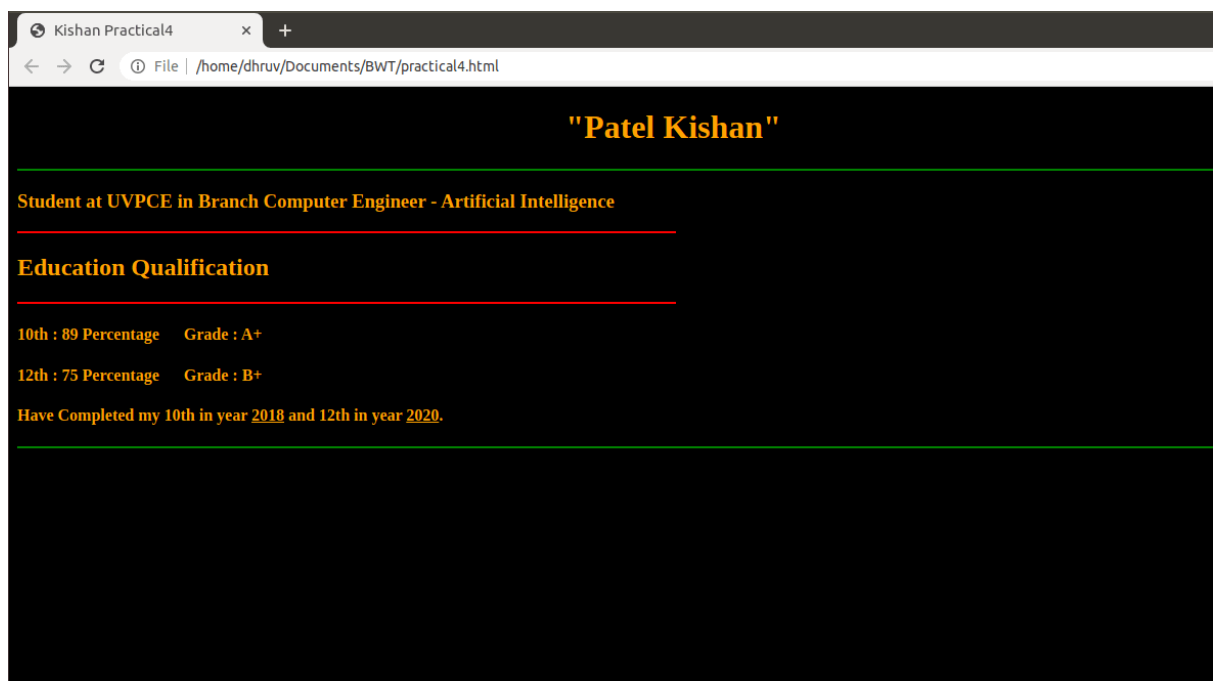 Kishan Practical4
File | /home/dhruv/Documents/BWT/practical4.html
"Patel Kishan"
Student at UVPCE in Branch Computer Engineer - Artificial Intelligence
Education Qualification
10th : 89 Percentage Grade : A+
12th : 75 Percentage Grade : B+
Have Completed my 10th in year 2018 and 12th in year 2020.